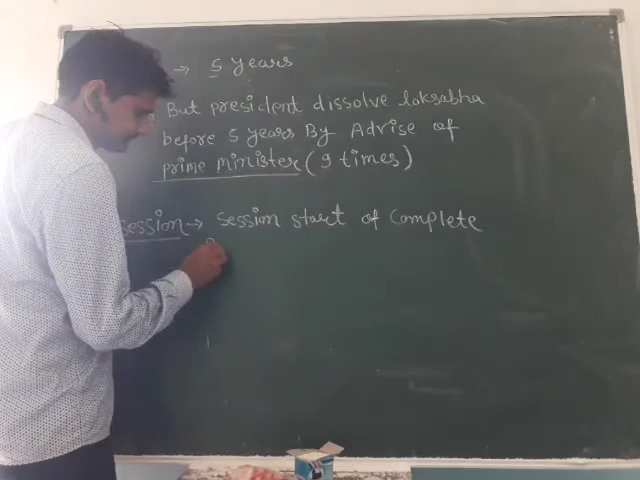 → 5 years
But president dissolve loksabha
before 5 years By Advise of
prime minister (9 times)
session → session start of complete